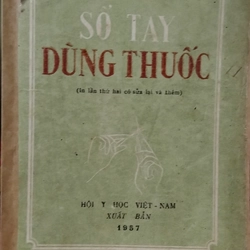 SỔ TAY
DÙNG THUỐC
(In lần thứ hai có sửa lại và thêm)
HỘI Y HỌC VIỆT-NAM
XUẤT BẢN
1957